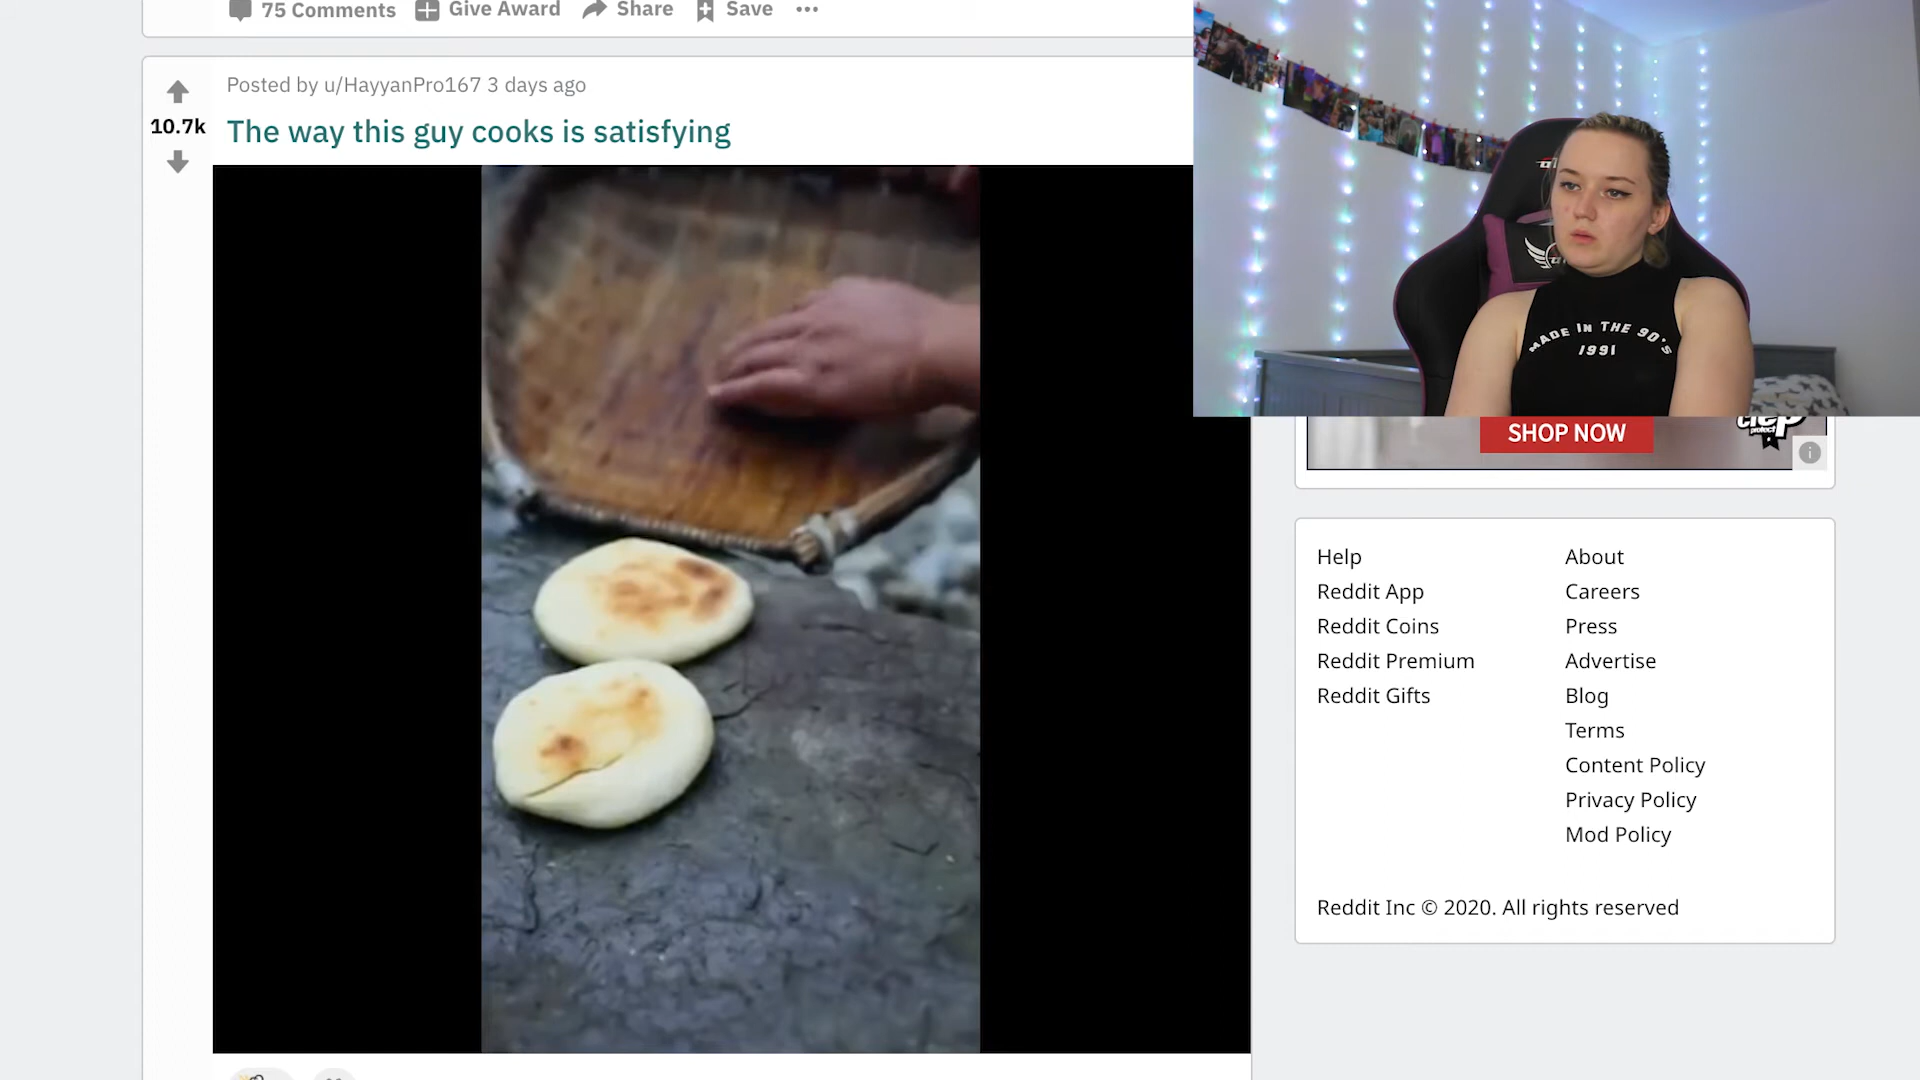 75 Comments Give Award Share Save
Posted by u/HayyanPro167 3 days ago
10.7k
The way this guy cooks is satisfying
MADE IN THE 90'S
1991
SHOP NOW
Help
Reddit App
Reddit Coins
Reddit Premium
Reddit Gifts
About
Careers
Press
Advertise
Blog
Terms
Content Policy
Privacy Policy
Mod Policy
Reddit Inc © 2020. All rights reserved